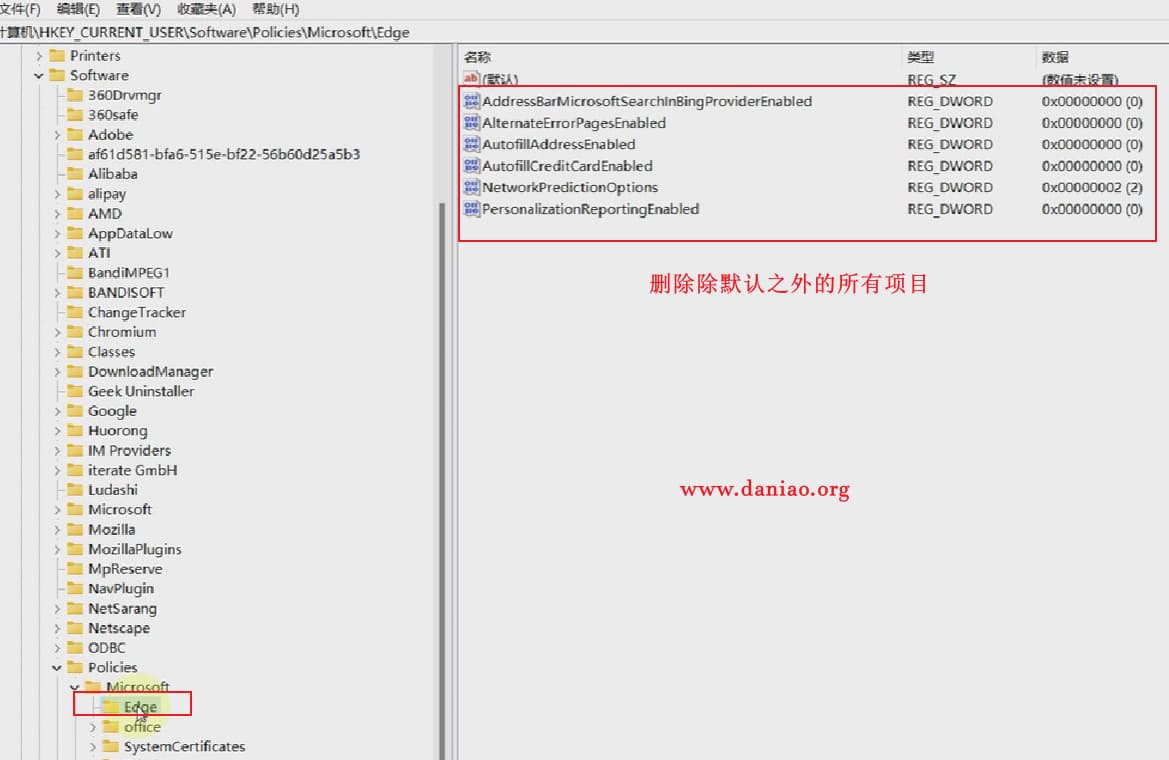 文件(F) 编辑(E) 查看(V) 收藏夹(A) 帮助(H)
计算机\HKEY_CURRENT_USER\Software\Policies\Microsoft\Edge
Printers
Software
360Drvmgr
360safe
Adobe
af61d581-bfa6-515e-bf22-56b60d25a5b3
Alibaba
alipay
AMD
AppDataLow
ATI
BandiMPEG1
BANDISOFT
ChangeTracker
Chromium
Classes
DownloadManager
Geek Uninstaller
Google
Huorong
IM Providers
iterate GmbH
Ludashi
Microsoft
Mozilla
MozillaPlugins
MpReserve
NavPlugin
NetSarang
Netscape
ODBC
Policies
Microsoft
Edge
office
SystemCertificates
名称 类型 数据
(默认) REG_SZ (数值未设置)
AddressBarMicrosoftSearchInBingProviderEnabled REG_DWORD 0x00000000 (0)
AlternateErrorPagesEnabled REG_DWORD 0x00000000 (0)
AutofillAddressEnabled REG_DWORD 0x00000000 (0)
AutofillCreditCardEnabled REG_DWORD 0x00000000 (0)
NetworkPredictionOptions REG_DWORD 0x00000002 (2)
PersonalizationReportingEnabled REG_DWORD 0x00000000 (0)
删除除默认之外的所有项目
www.daniao.org